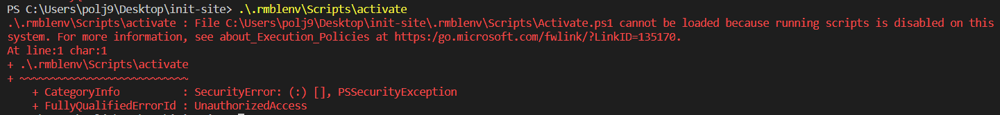 PS C:\Users\polj9\Desktop\init-site> .\.rmblenv\Scripts\activate
.\.rmblenv\Scripts\activate : File C:\Users\polj9\Desktop\init-site\.rmblenv\Scripts\Activate.ps1 cannot be loaded because running scripts is disabled on this
system. For more information, see about_Execution_Policies at https:/go.microsoft.com/fwlink/?LinkID=135170.
At line:1 char:1
+ .\.rmblenv\Scripts\activate
+ ~~~~~~~~~~~~~~~~~~~~~~~~~~~
    + CategoryInfo          : SecurityError: (:) [], PSSecurityException
    + FullyQualifiedErrorId : UnauthorizedAccess